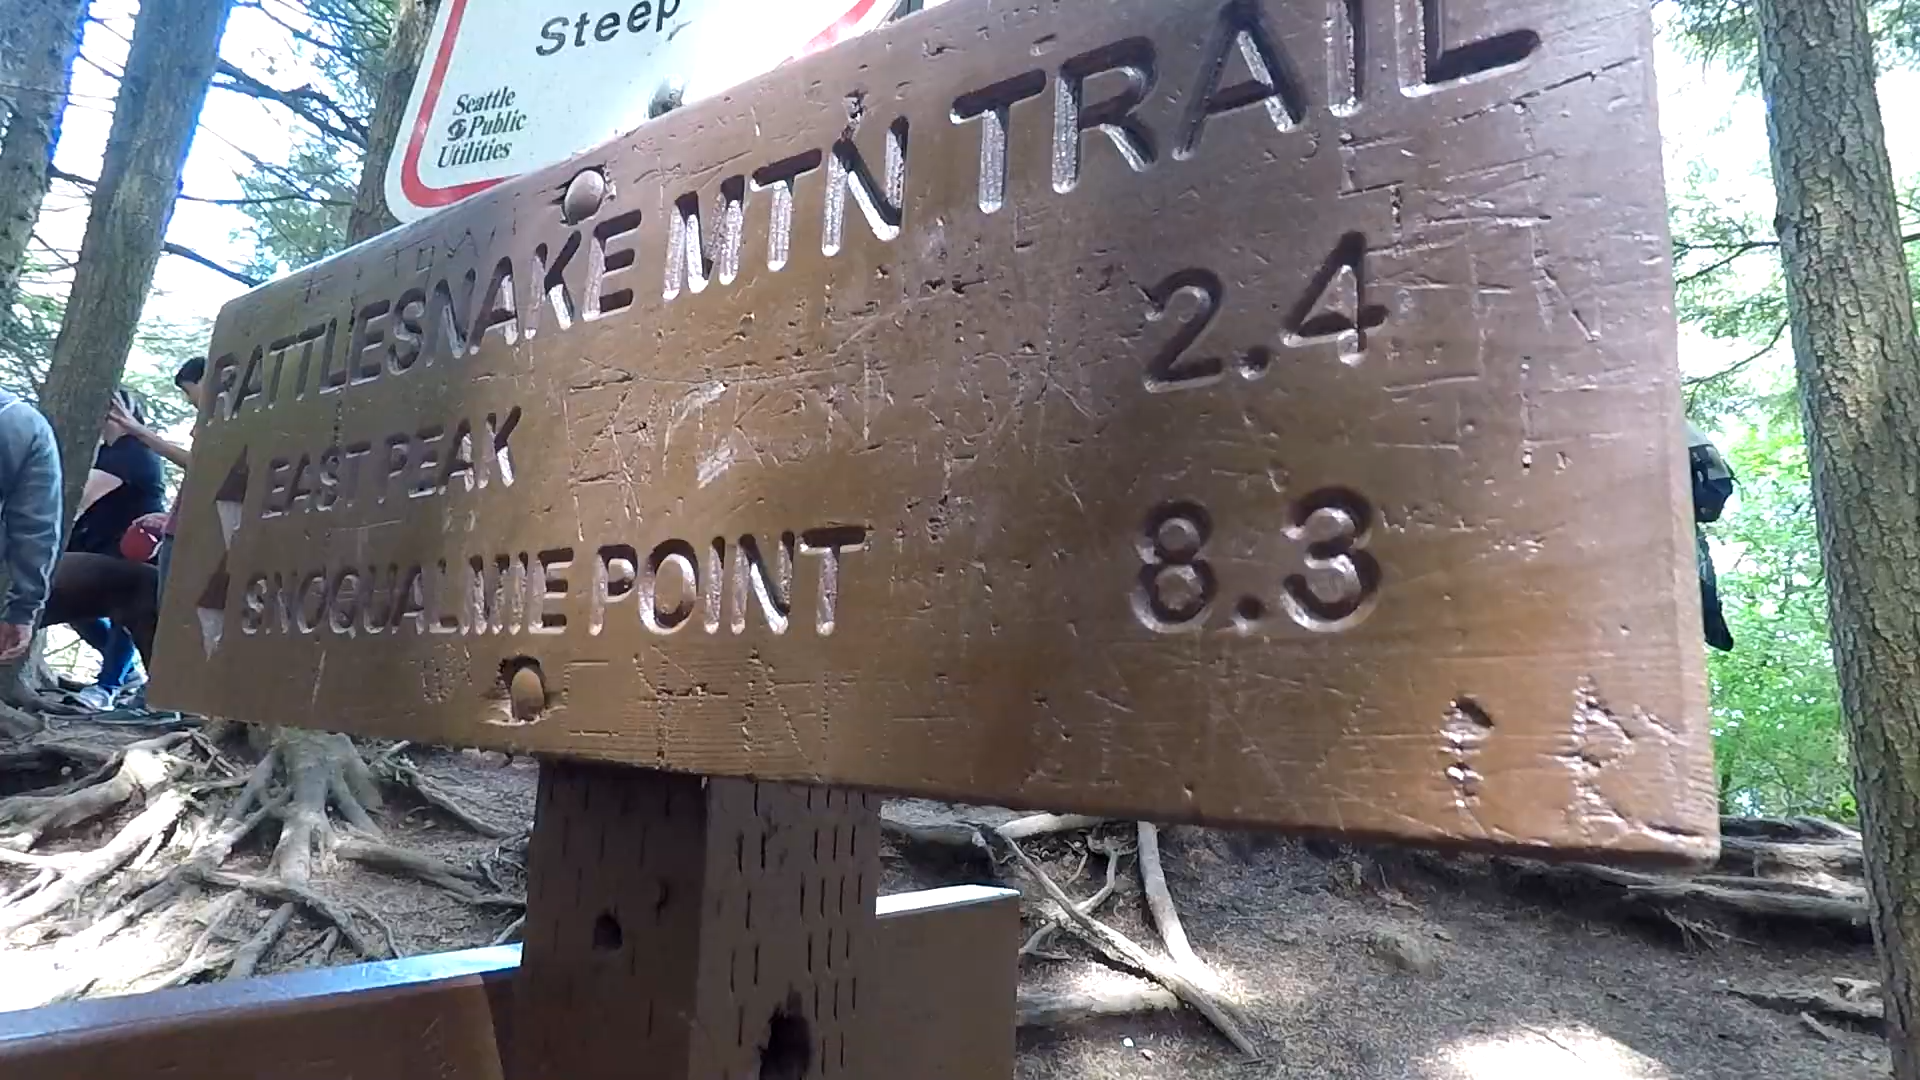 Steep
Seattle
Public
Utilities
RATTLESNAKE MTN TRAIL
EAST PEAK 2.4
SNOQUALMIE POINT 8.3